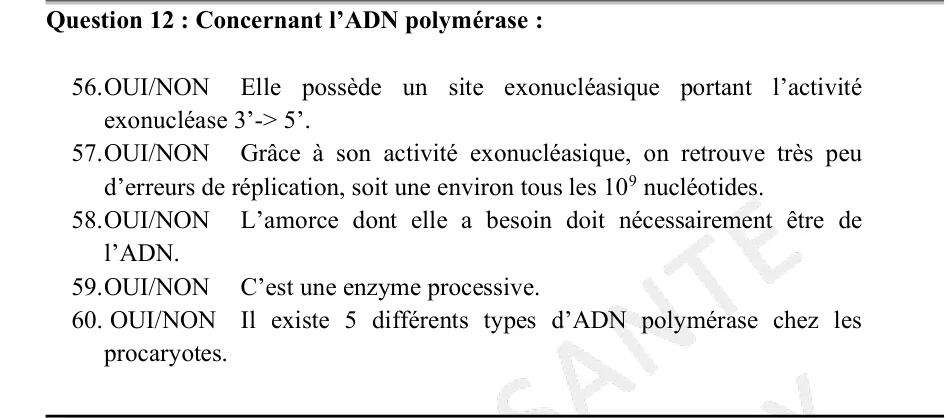 Question 12 : Concernant l’ADN polymérase :
56.OUI/NON Elle possède un site exonucléasique portant l’activité
exonucléase 3’-> 5’.
57.OUI/NON Grâce à son activité exonucléasique, on retrouve très peu
d’erreurs de réplication, soit une environ tous les 10⁹ nucléotides.
58.OUI/NON L’amorce dont elle a besoin doit nécessairement être de
l’ADN.
59.OUI/NON C’est une enzyme processive.
60. OUI/NON Il existe 5 différents types d’ADN polymérase chez les
procaryotes.
SANTE